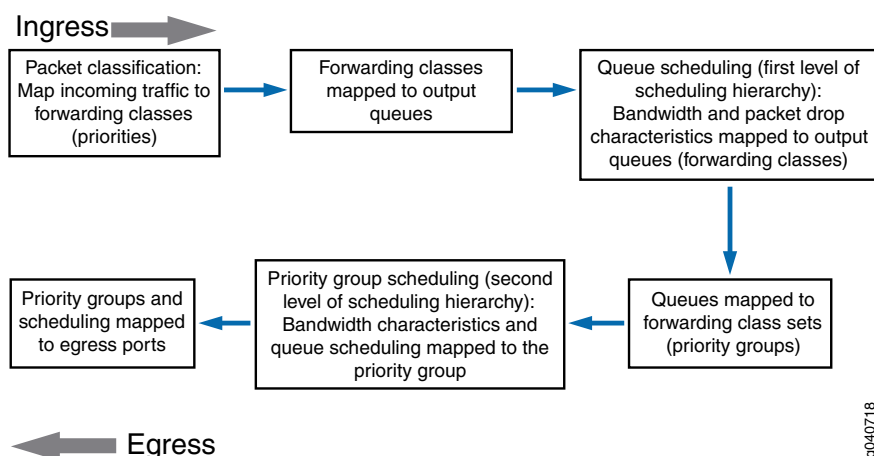 Ingress
Packet classification:
Map incoming traffic to
forwarding classes
(priorities)
Forwarding classes
mapped to output
queues
Queue scheduling (first level of
scheduling hierarchy):
Bandwidth and packet drop
characteristics mapped to output
queues (forwarding classes)
Priority groups and
scheduling mapped
to egress ports
Priority group scheduling (second
level of scheduling hierarchy):
Bandwidth characteristics and
queue scheduling mapped to the
priority group
Queues mapped to
forwarding class sets
(priority groups)
Egress
g040718